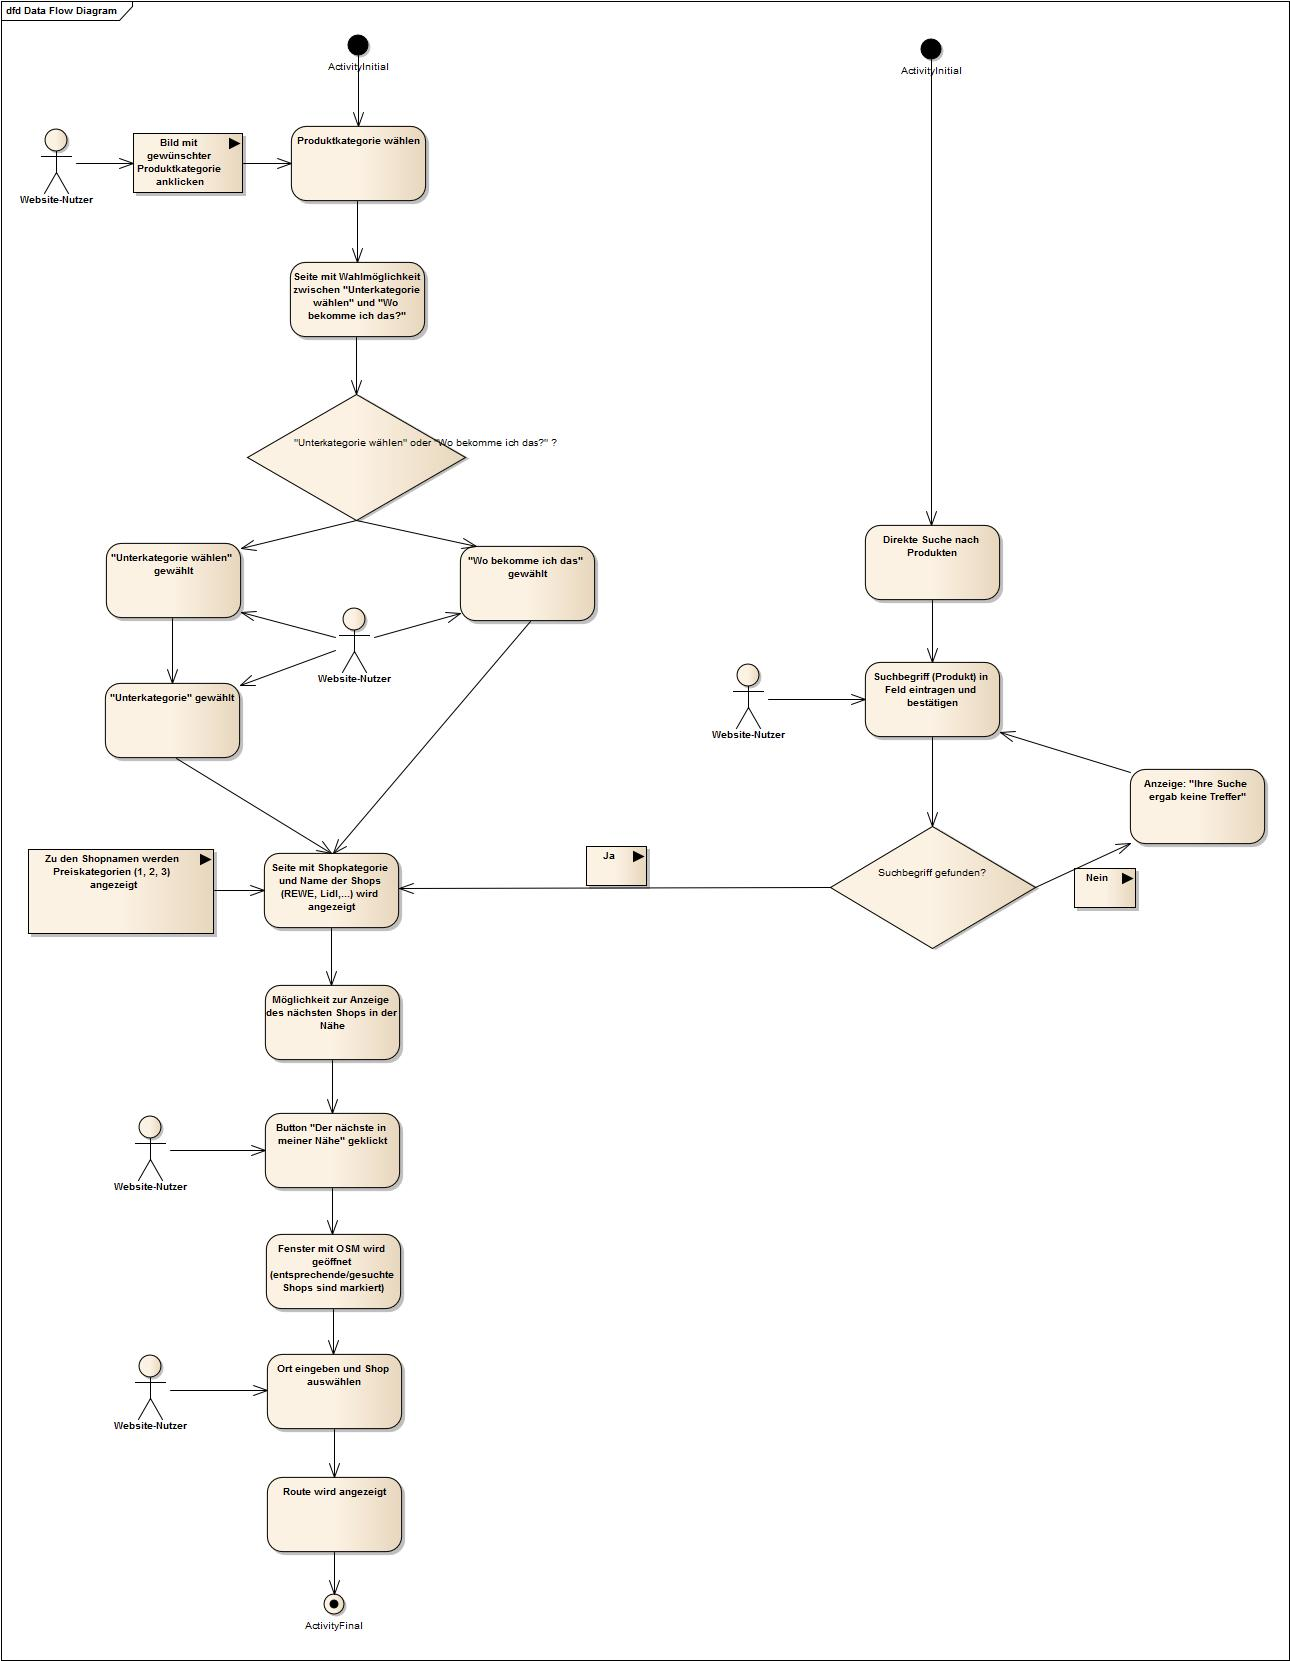 dfd Data Flow Diagram
ActivityInitial
ActivityInitial
Bild mit
gewünschter
Produktkategorie
anklicken
Produktkategorie wählen
Website-Nutzer
Seite mit Wahlmöglichkeit
zwischen "Unterkategorie
wählen" und "Wo
bekomme ich das?"
"Unterkategorie wählen" oder "Wo bekomme ich das?" ?
"Unterkategorie wählen"
gewählt
"Wo bekomme ich das"
gewählt
Direkte Suche nach
Produkten
Website-Nutzer
"Unterkategorie" gewählt
Suchbegriff (Produkt) in
Feld eintragen und
bestätigen
Website-Nutzer
Anzeige: "Ihre Suche
ergab keine Treffer"
Zu den Shopnamen werden
Preiskategorien (1, 2, 3)
angezeigt
Seite mit Shopkategorie
und Name der Shops
(REWE, Lidl,...) wird
angezeigt
Ja
Suchbegriff gefunden?
Nein
Möglichkeit zur Anzeige
des nächsten Shops in der
Nähe
Button "Der nächste in
meiner Nähe" geklickt
Website-Nutzer
Fenster mit OSM wird
geöffnet
(entsprechende/gesuchte
Shops sind markiert)
Ort eingeben und Shop
auswählen
Website-Nutzer
Route wird angezeigt
ActivityFinal